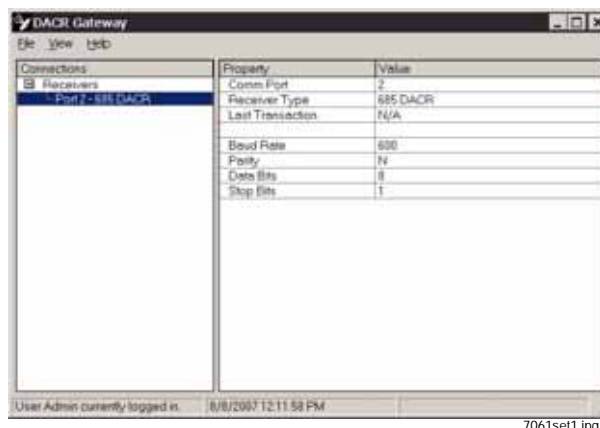 DACR Gateway
File View Help
Connections
Receivers
Port 2 - 685 DACR
Property Value
Comm Port 2
Receiver Type 685 DACR
Last Transaction N/A
Baud Rate 600
Parity N
Data Bits 8
Stop Bits 1
User Admin currently logged in. 8/8/2007 12:11:58 PM
7061set1.jpg